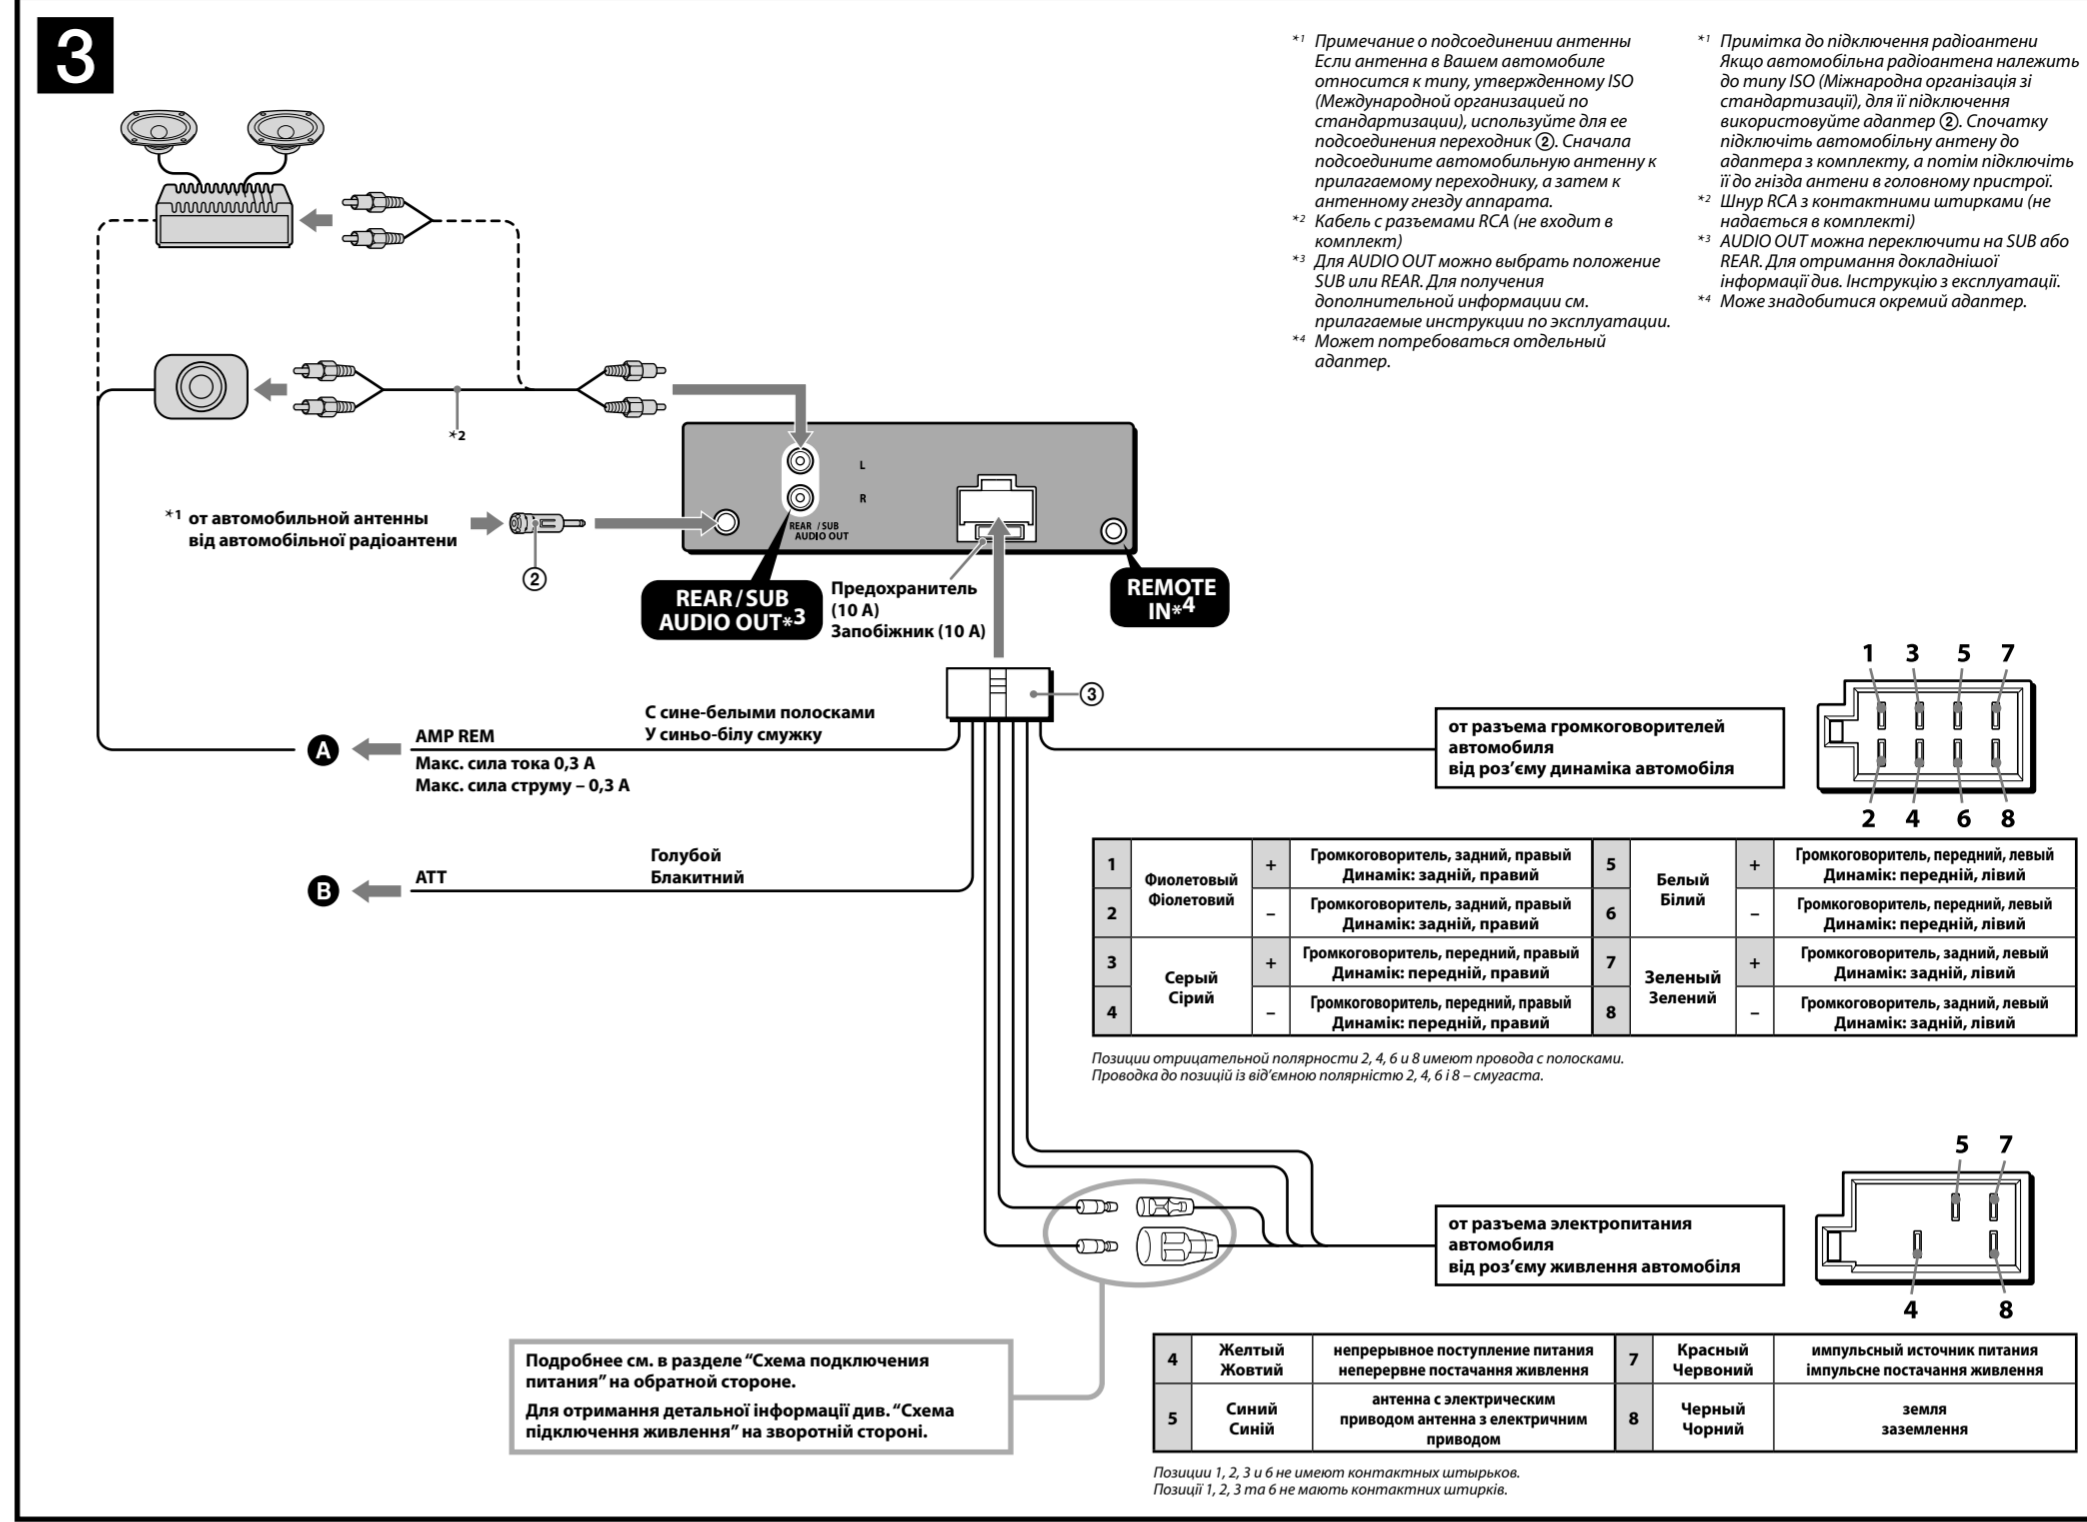 3
*1 Примечание о подсоединении антенны
Если антенна в Вашем автомобиле
относится к типу, утвержденному ISO
(Международной организацией по
стандартизации), используйте для ее
подсоединения переходник ②. Сначала
подсоедините автомобильную антенну к
прилагаемому переходнику, а затем к
антенному гнезду аппарата.
*2 Кабель с разъемами RCA (не входит в
комплект)
*3 Для AUDIO OUT можно выбрать положение
SUB или REAR. Для получения
дополнительной информации см.
прилагаемые инструкции по эксплуатации.
*4 Может потребоваться отдельный
адаптер.
*1 Примітка до підключення радіоантени
Якщо автомобільна радіоантена належить
до типу ISO (Міжнародна організація зі
стандартизації), для її підключення
використовуйте адаптер ②. Спочатку
підключіть автомобільну антену до
адаптера з комплекту, а потім підключіть
її до гнізда антени в головному пристрої.
*2 Шнур RCA з контактними штирками (не
надається в комплекті)
*3 AUDIO OUT можна переключити на SUB або
REAR. Для отримання докладнішої
інформації див. Інструкцію з експлуатації.
*4 Може знадобитися окремий адаптер.
*2
L
R
REAR / SUB
AUDIO OUT
*1 от автомобильной антенны
від автомобільної радіоантени
②
REAR/SUB
AUDIO OUT*3
Предохранитель
(10 A)
Запобіжник (10 A)
REMOTE
IN*4
③
A
AMP REM
С сине-белыми полосками
У синьо-білу смужку
Макс. сила тока 0,3 А
Макс. сила струму – 0,3 А
B
ATT
Голубой
Блакитний
от разъема громкоговорителей
автомобиля
від роз’єму динаміка автомобіля
1 3 5 7
2 4 6 8
1 Фиолетовый Фіолетовий + Громкоговоритель, задний, правый
Динамік: задній, правий
2 – Громкоговоритель, задний, правый
Динамік: задній, правий
3 Серый Сірий + Громкоговоритель, передний, правый
Динамік: передній, правий
4 – Громкоговоритель, передний, правый
Динамік: передній, правий
5 Белый Білий + Громкоговоритель, передний, левый
Динамік: передній, лівий
6 – Громкоговоритель, передний, левый
Динамік: передній, лівий
7 Зеленый Зелений + Громкоговоритель, задний, левый
Динамік: задній, лівий
8 – Громкоговоритель, задний, левый
Динамік: задній, лівий
Позиции отрицательной полярности 2, 4, 6 и 8 имеют провода с полосками.
Проводка до позицій із від’ємною полярністю 2, 4, 6 і 8 – смугаста.
от разъема электропитания
автомобиля
від роз’єму живлення автомобіля
5 7
4 8
Подробнее см. в разделе “Схема подключения
питания” на обратной стороне.
Для отримання детальної інформації див. “Схема
підключення живлення” на зворотній стороні.
4 Желтый Жовтий непрерывное поступление питания
неперервне постачання живлення
5 Синий Синій антенна с электрическим
приводом антена з електричним
приводом
7 Красный Червоний импульсный источник питания
імпульсне постачання живлення
8 Черный Чорний земля
заземлення
Позиции 1, 2, 3 и 6 не имеют контактных штырьков.
Позиції 1, 2, 3 та 6 не мають контактних штирків.